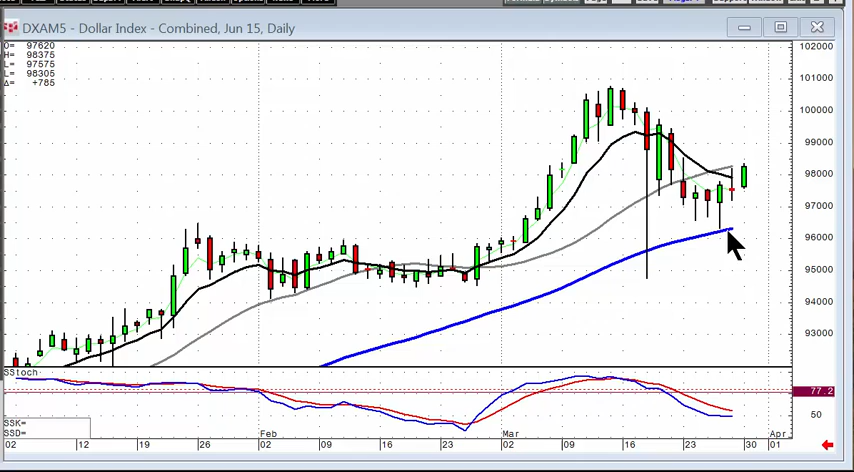 DXAM5 - Dollar Index - Combined, Jun 15, Daily
O= 97620
H= 98375
L= 97575
L= 98305
Δ= +785
102000
101000
100000
99000
98000
97000
96000
95000
94000
93000
SStoch
77.2
50
SSK=
SSD=
Feb Mar Apr
02 12 19 26 02 09 16 23 02 09 16 23 30 01